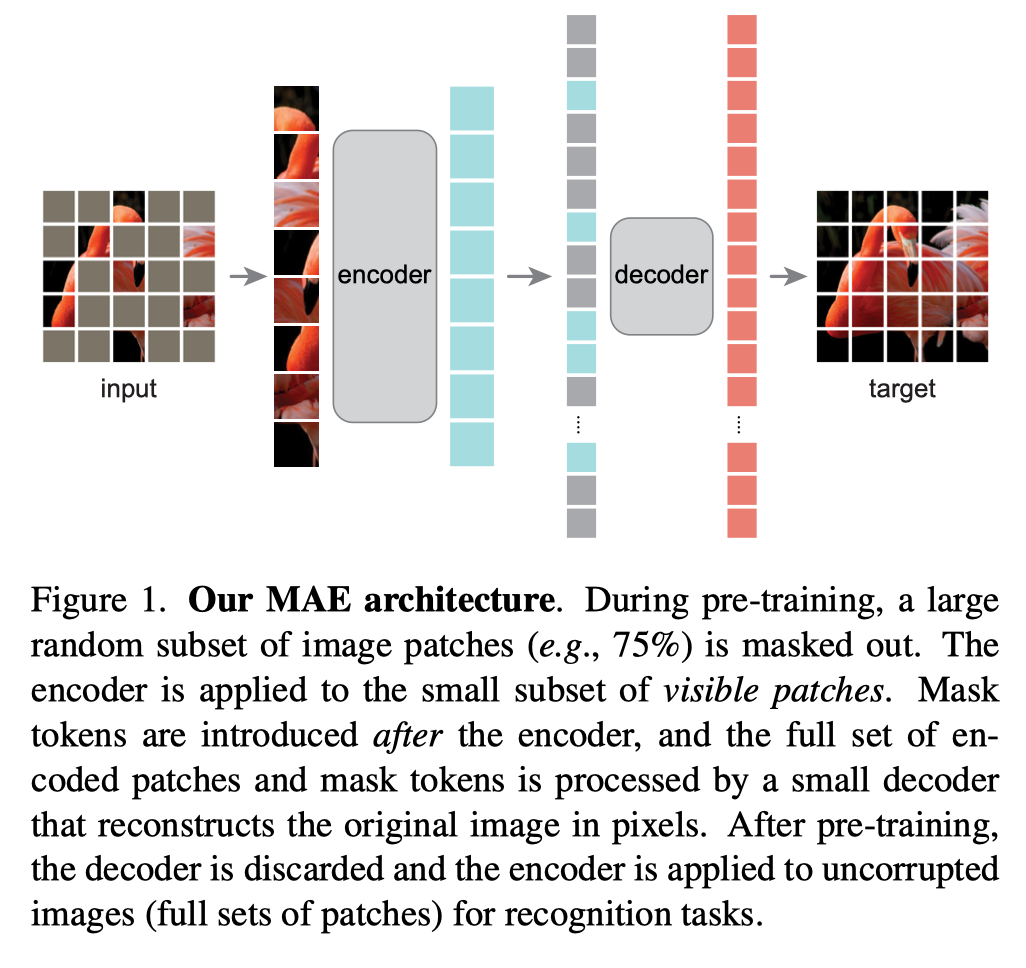 encoder
decoder
input
target
Figure 1. Our MAE architecture. During pre-training, a large
random subset of image patches (e.g., 75%) is masked out. The
encoder is applied to the small subset of visible patches. Mask
tokens are introduced after the encoder, and the full set of en-
coded patches and mask tokens is processed by a small decoder
that reconstructs the original image in pixels. After pre-training,
the decoder is discarded and the encoder is applied to uncorrupted
images (full sets of patches) for recognition tasks.